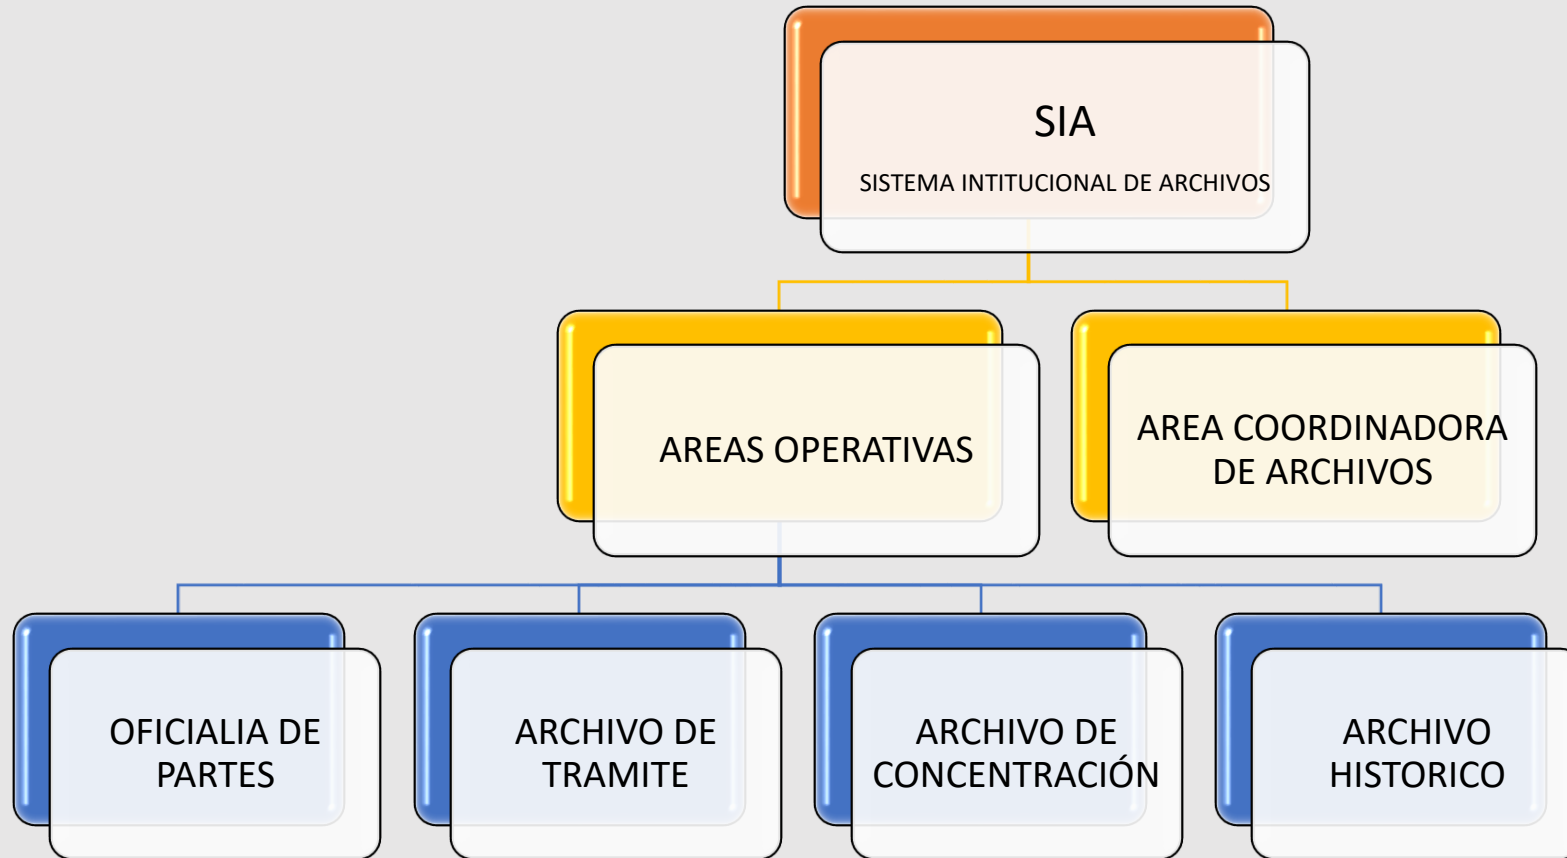 SIA
SISTEMA INTITUCIONAL DE ARCHIVOS
AREAS OPERATIVAS
AREA COORDINADORA
DE ARCHIVOS
OFICIALIA DE
PARTES
ARCHIVO DE
TRAMITE
ARCHIVO DE
CONCENTRACIÓN
ARCHIVO
HISTORICO